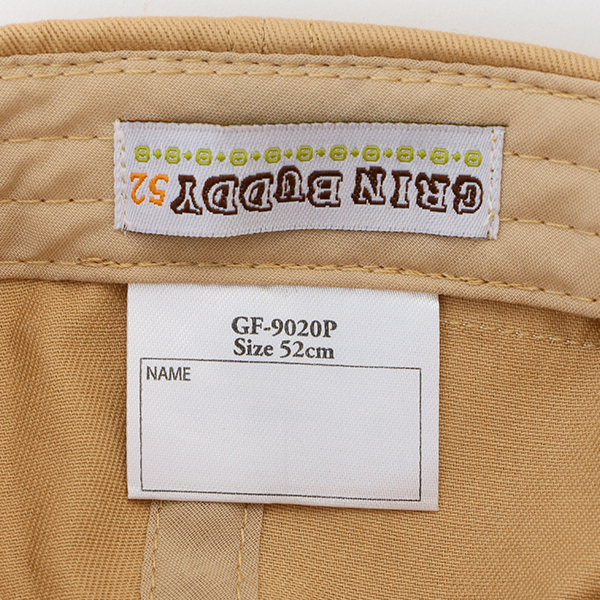 GRIN BUDDY 52
GF-9020P
Size 52cm
NAME